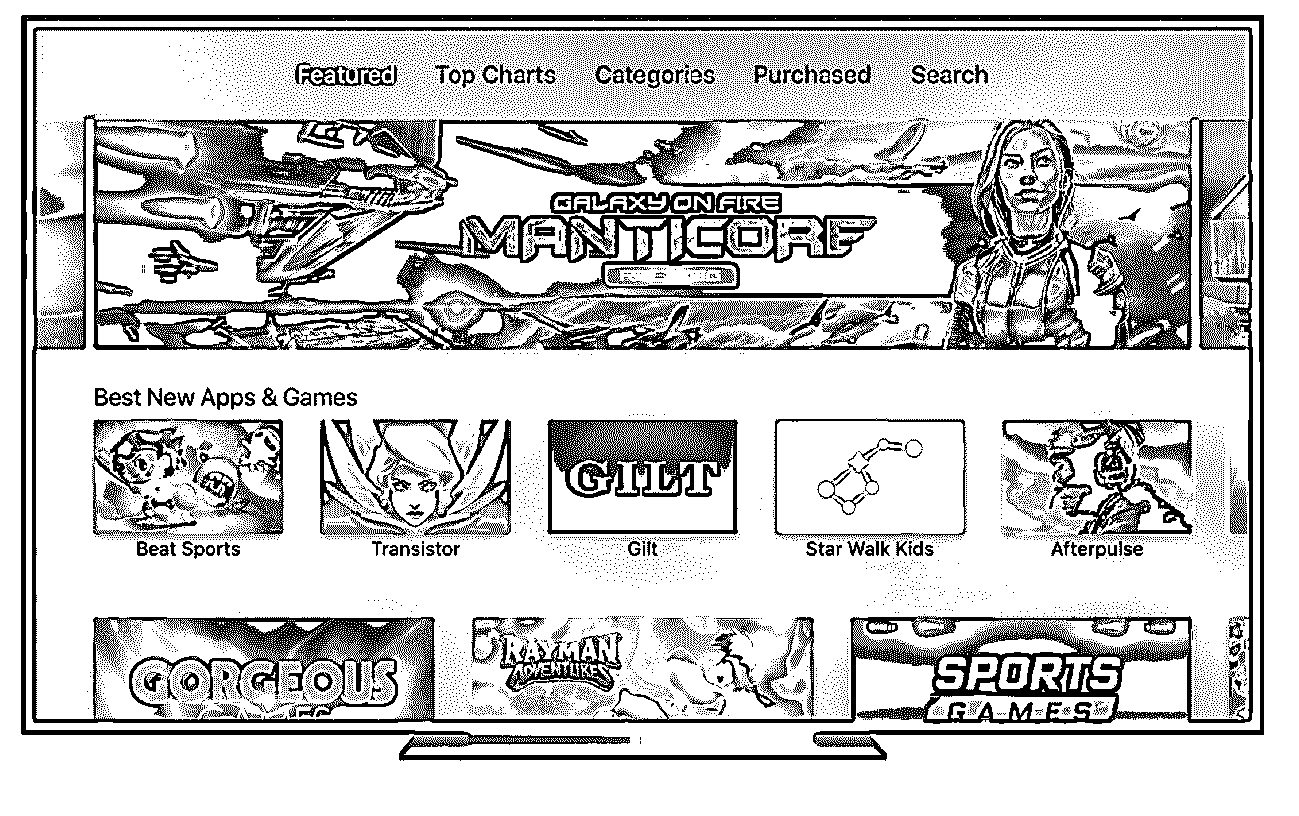 Featured Top Charts Categories Purchased Search
GALAXY ON FIRE
MANTICORE
Best New Apps & Games
GILT
Beat Sports Transistor Gilt Star Walk Kids Afterpulse
GORGEOUS
RAYMAN
ADVENTURES
SPORTS
GAMES